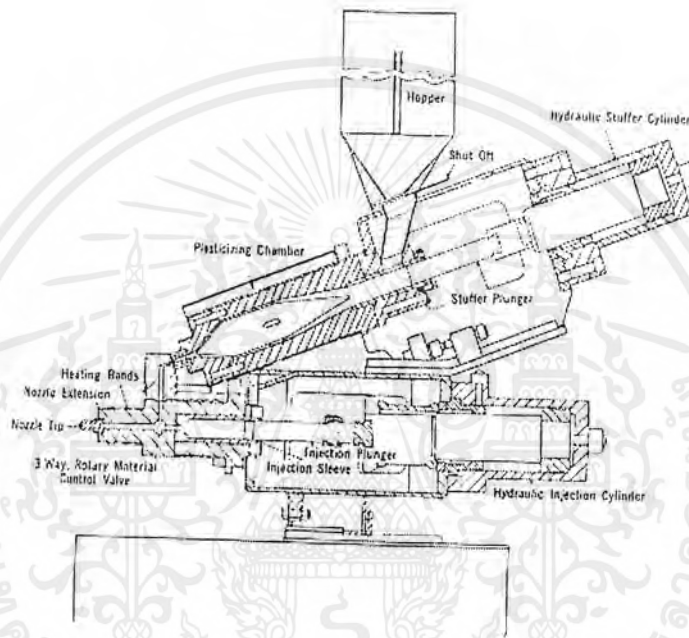 Hopper
Hydraulic Stuffer Cylinder
Shut Off
Plasticizing Chamber
Stuffer Plunger
Heating Bands
Nozzle Extension
Nozzle Tip
Injection Plunger
Injection Sleeve
3 Way, Rotary Material
Control Valve
Hydraulic Injection Cylinder